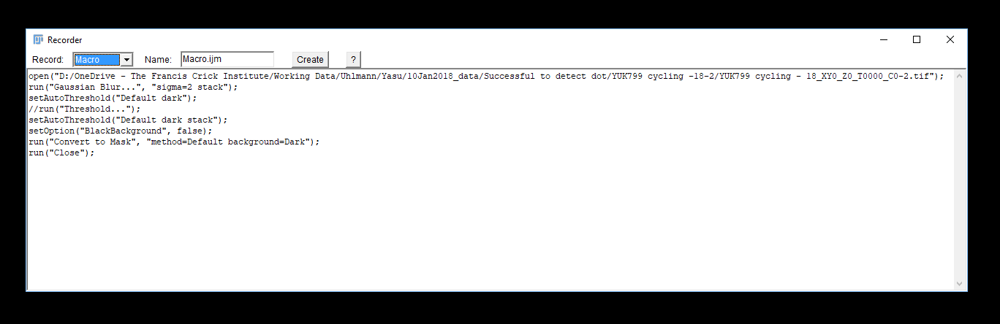 Recorder
Record: Macro Name: Macro.ijm Create ?
open("D:/OneDrive - The Francis Crick Institute/Working Data/Uhlmann/Yasu/10Jan2018_data/Successful to detect dot/YUK799 cycling -18-2/YUK799 cycling - 18_XY0_Z0_T0000_C0-2.tif");
run("Gaussian Blur...", "sigma=2 stack");
setAutoThreshold("Default dark");
//run("Threshold...");
setAutoThreshold("Default dark stack");
setOption("BlackBackground", false);
run("Convert to Mask", "method=Default background=Dark");
run("Close");